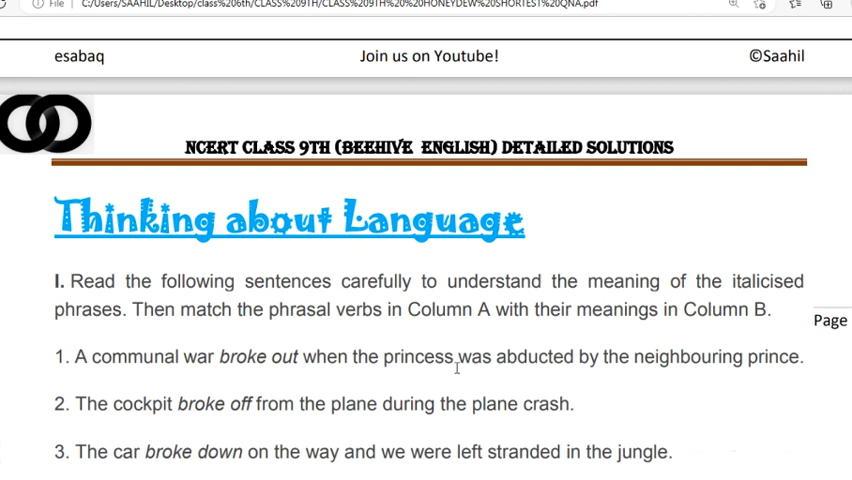 File | C:/Users/SAAHIL/Desktop/class%206th/CLASS%209TH/CLASS%209TH%20%20HONEYDEW%20SHORTEST%20QNA.pdf
esabaq Join us on Youtube! ©Saahil
NCERT CLASS 9TH (BEEHIVE ENGLISH) DETAILED SOLUTIONS
Thinking about Language
I. Read the following sentences carefully to understand the meaning of the italicised
phrases. Then match the phrasal verbs in Column A with their meanings in Column B.
Page
1. A communal war broke out when the princess was abducted by the neighbouring prince.
2. The cockpit broke off from the plane during the plane crash.
3. The car broke down on the way and we were left stranded in the jungle.